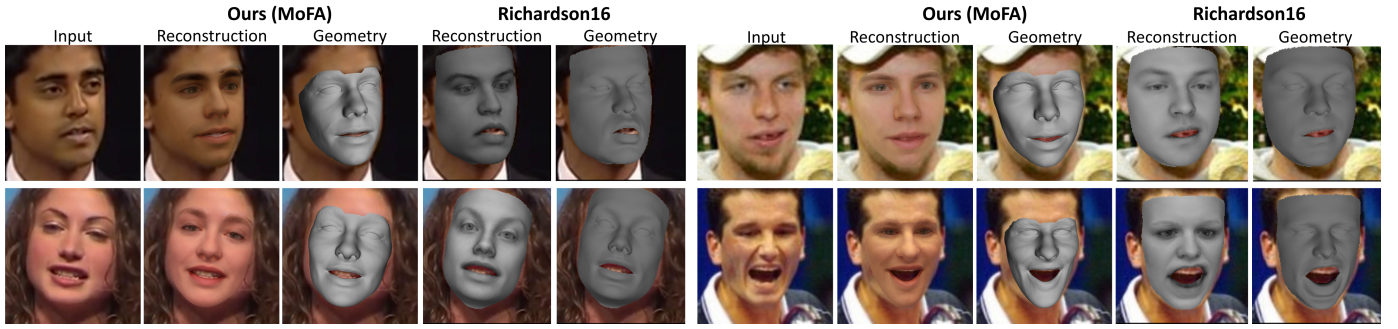 Ours (MoFA) Richardson16 Ours (MoFA) Richardson16
Input Reconstruction Geometry Reconstruction Geometry Input Reconstruction Geometry Reconstruction Geometry